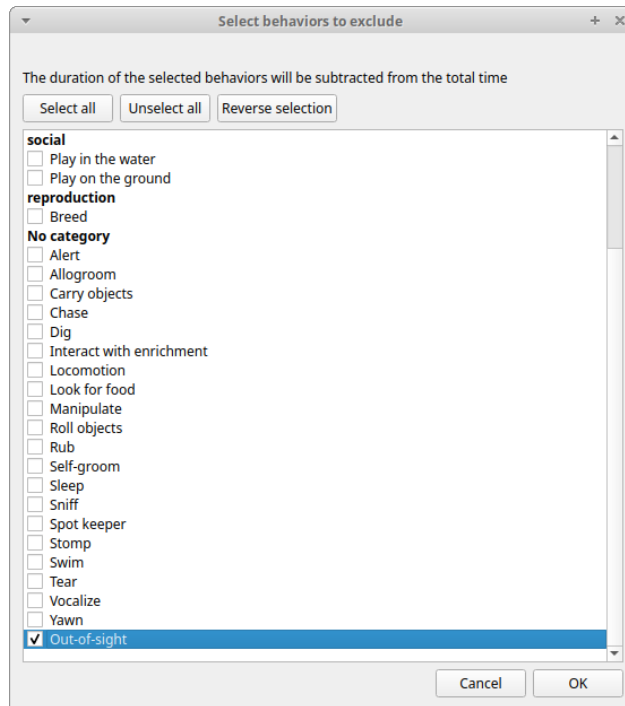 Select behaviors to exclude
The duration of the selected behaviors will be subtracted from the total time
Select all Unselect all Reverse selection
social
Play in the water
Play on the ground
reproduction
Breed
No category
Alert
Allogroom
Carry objects
Chase
Dig
Interact with enrichment
Locomotion
Look for food
Manipulate
Roll objects
Rub
Self-groom
Sleep
Sniff
Spot keeper
Stomp
Swim
Tear
Vocalize
Yawn
Out-of-sight
Cancel OK